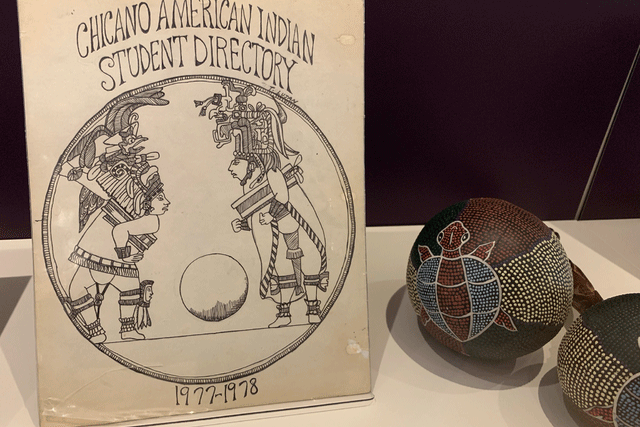 CHICANO AMERICAN INDIAN
STUDENT DIRECTORY
1977-1978